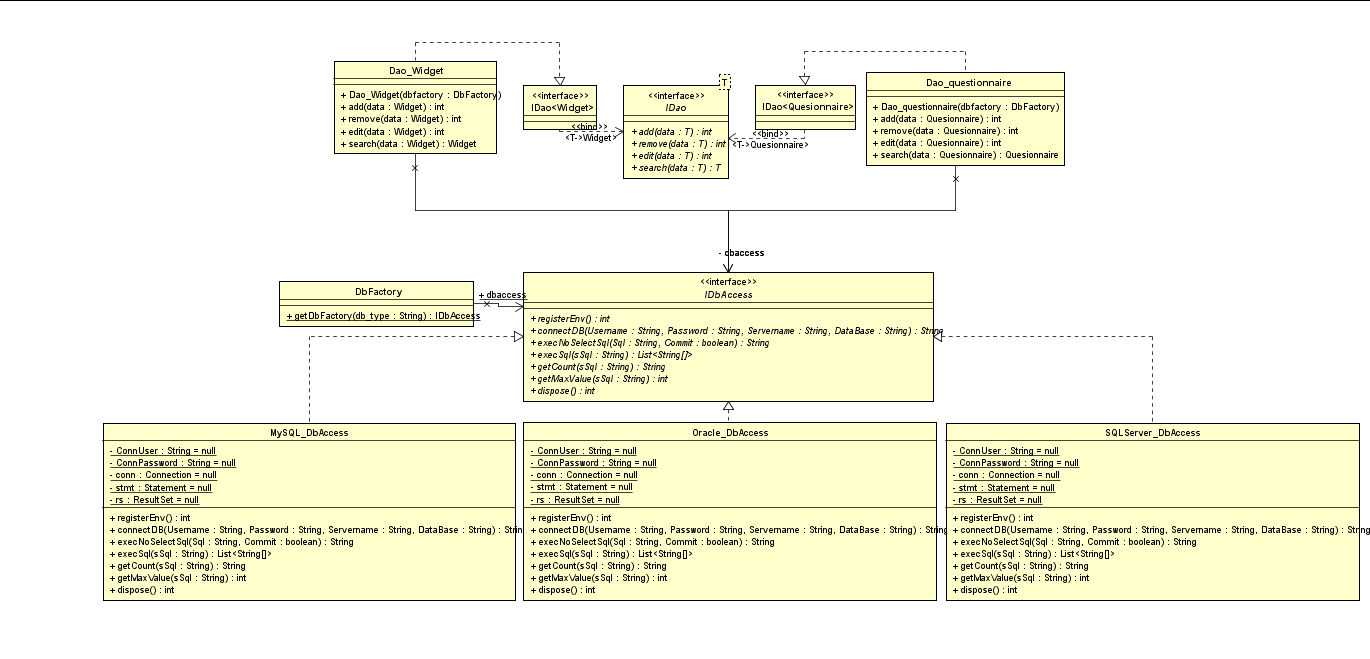 Dao_Widget
+ Dao_Widget(dbfactory : DbFactory)
+ add(data : Widget) : int
+ remove(data : Widget) : int
+ edit(data : Widget) : int
+ search(data : Widget) : Widget
<<interface>>
IDao<Widget>
<<bind>>
<T->Widget>
T
<<interface>>
IDao
+ add(data : T) : int
+ remove(data : T) : int
+ edit(data : T) : int
+ search(data : T) : T
<<interface>>
IDao<Quesionnaire>
<<bind>>
<T->Quesionnaire>
Dao_questionnaire
+ Dao_questionnaire(dbfactory : DbFactory)
+ add(data : Quesionnaire) : int
+ remove(data : Quesionnaire) : int
+ edit(data : Quesionnaire) : int
+ search(data : Quesionnaire) : Quesionnaire
- dbaccess
DbFactory
+ getDbFactory(db_type : String) : IDbAccess
+ dbaccess
<<interface>>
IDbAccess
+ registerEnv() : int
+ connectDB(Username : String, Password : String, Servername : String, DataBase : String) : String
+ execNoSelectSql(Sql : String, Commit : boolean) : String
+ execSql(sSql : String) : List<String[]>
+ getCount(sSql : String) : String
+ getMaxValue(sSql : String) : int
+ dispose() : int
MySQL_DbAccess
- ConnUser : String = null
- ConnPassword : String = null
- conn : Connection = null
- stmt : Statement = null
- rs : ResultSet = null
+ registerEnv() : int
+ connectDB(Username : String, Password : String, Servername : String, DataBase : String) : Strin
+ execNoSelectSql(Sql : String, Commit : boolean) : String
+ execSql(sSql : String) : List<String[]>
+ getCount(sSql : String) : String
+ getMaxValue(sSql : String) : int
+ dispose() : int
Oracle_DbAccess
- ConnUser : String = null
- ConnPassword : String = null
- conn : Connection = null
- stmt : Statement = null
- rs : ResultSet = null
+ registerEnv() : int
+ connectDB(Username : String, Password : String, Servername : String, DataBase : String) : String
+ execNoSelectSql(Sql : String, Commit : boolean) : String
+ execSql(sSql : String) : List<String[]>
+ getCount(sSql : String) : String
+ getMaxValue(sSql : String) : int
+ dispose() : int
SQLServer_DbAccess
- ConnUser : String = null
- ConnPassword : String = null
- conn : Connection = null
- stmt : Statement = null
- rs : ResultSet = null
+ registerEnv() : int
+ connectDB(Username : String, Password : String, Servername : String, DataBase : String) : String
+ execNoSelectSql(Sql : String, Commit : boolean) : String
+ execSql(sSql : String) : List<String[]>
+ getCount(sSql : String) : String
+ getMaxValue(sSql : String) : int
+ dispose() : int